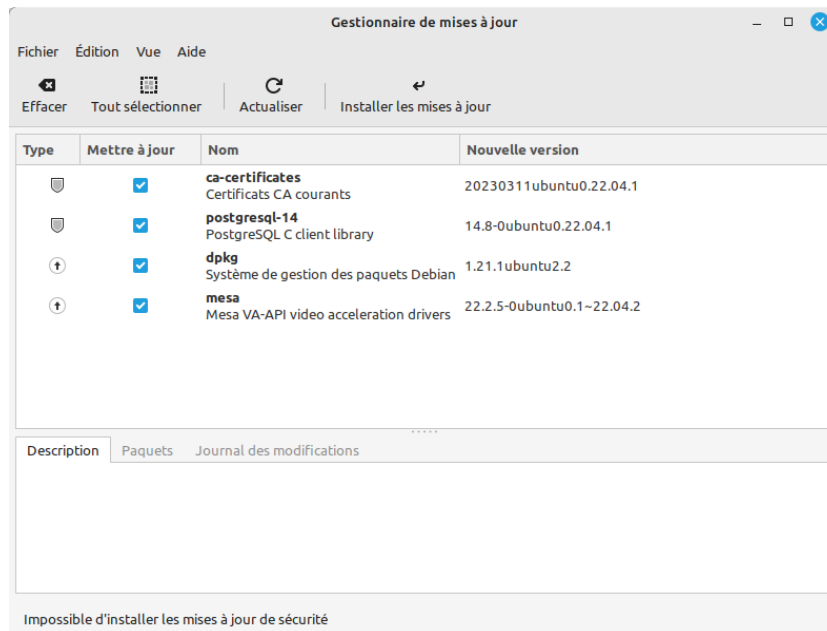 Gestionnaire de mises à jour
Fichier Édition Vue Aide
Effacer Tout sélectionner Actualiser Installer les mises à jour
Type Mettre à jour Nom Nouvelle version
ca-certificates
Certificats CA courants
20230311ubuntu0.22.04.1
postgresql-14
PostgreSQL C client library
14.8-0ubuntu0.22.04.1
dpkg
Système de gestion des paquets Debian
1.21.1ubuntu2.2
mesa
Mesa VA-API video acceleration drivers
22.2.5-0ubuntu0.1~22.04.2
Description Paquets Journal des modifications
Impossible d'installer les mises à jour de sécurité